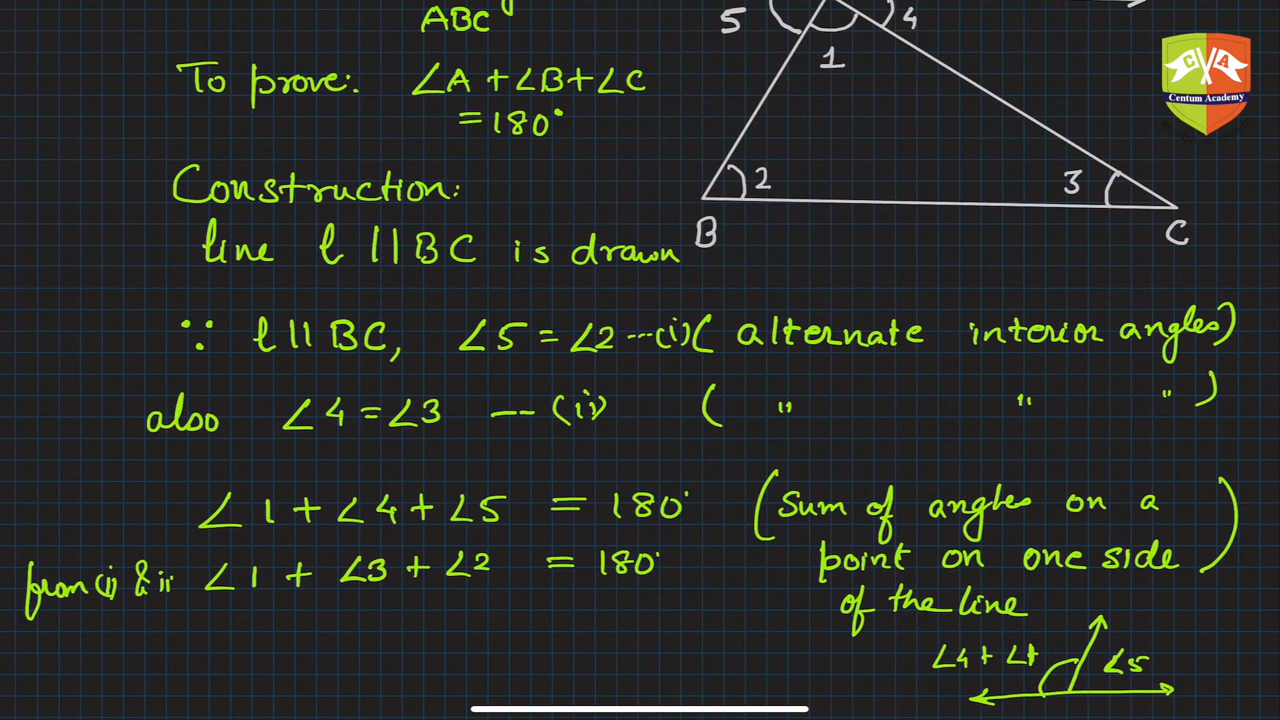 ABC
To prove: ∠A + ∠B + ∠C
= 180°
Construction:
line l || BC is drawn
∵ l || BC, ∠5 = ∠2 ---(i) ( alternate interior angles)
also ∠4 = ∠3 --- (ii) ( " " " )
∠1 + ∠4 + ∠5 = 180° (Sum of angles on a
point on one side
of the line)
from (i) & ii ∠1 + ∠3 + ∠2 = 180°
∠4 + ∠1 ∠5
5 4
1
2 3
B C
C A
Centum Academy